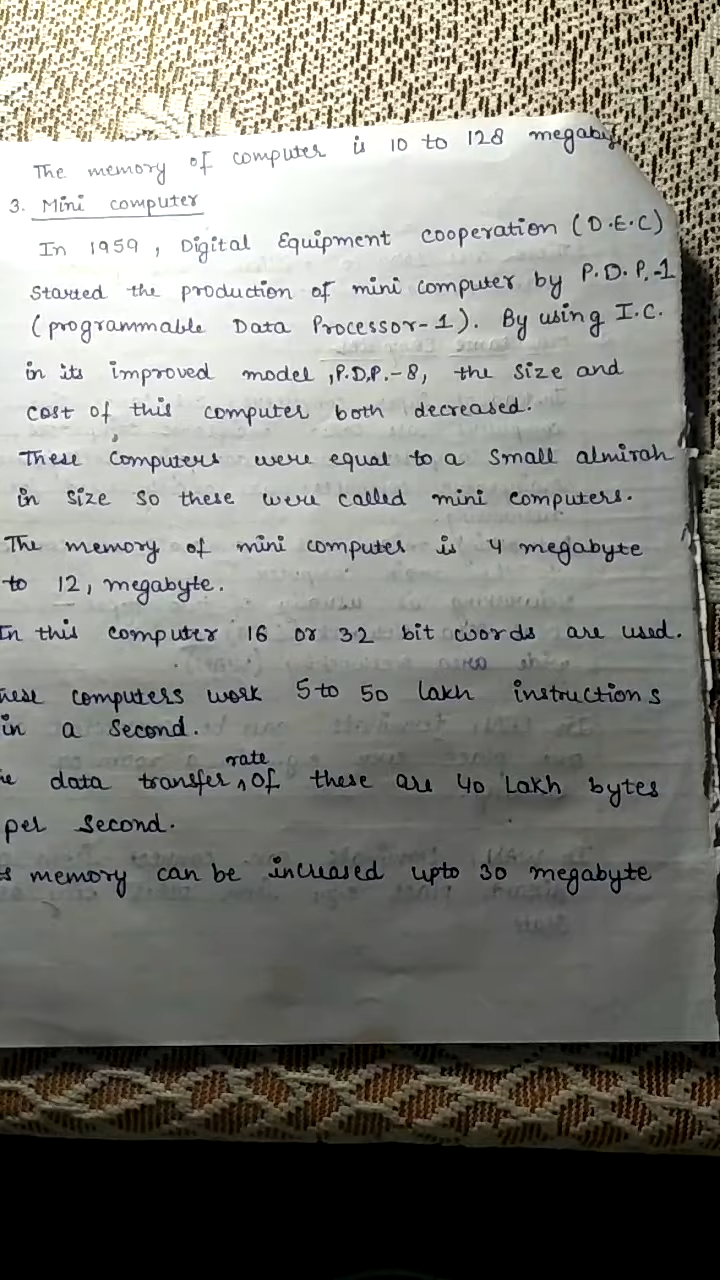 The memory of computer is 10 to 128 megaby
3. Mini computer
In 1959, Digital Equipment cooperation (D.E.C)
started the production of mini computer by P.D.P.-1
(programmable Data Processor-1). By using I.C.
in its improved model, P.D.P.-8, the size and
cost of this computer both decreased.
These computers were equal to a small almirah
in size so these were called mini computers.
The memory of mini computer is 4 megabyte
to 12, megabyte.
In this computer 16 or 32 bit words are used.
hese computers work 5 to 50 lakh instructions
in a second.
e data transfer rate of these are 40 Lakh bytes
per second.
s memory can be increased upto 30 megabyte